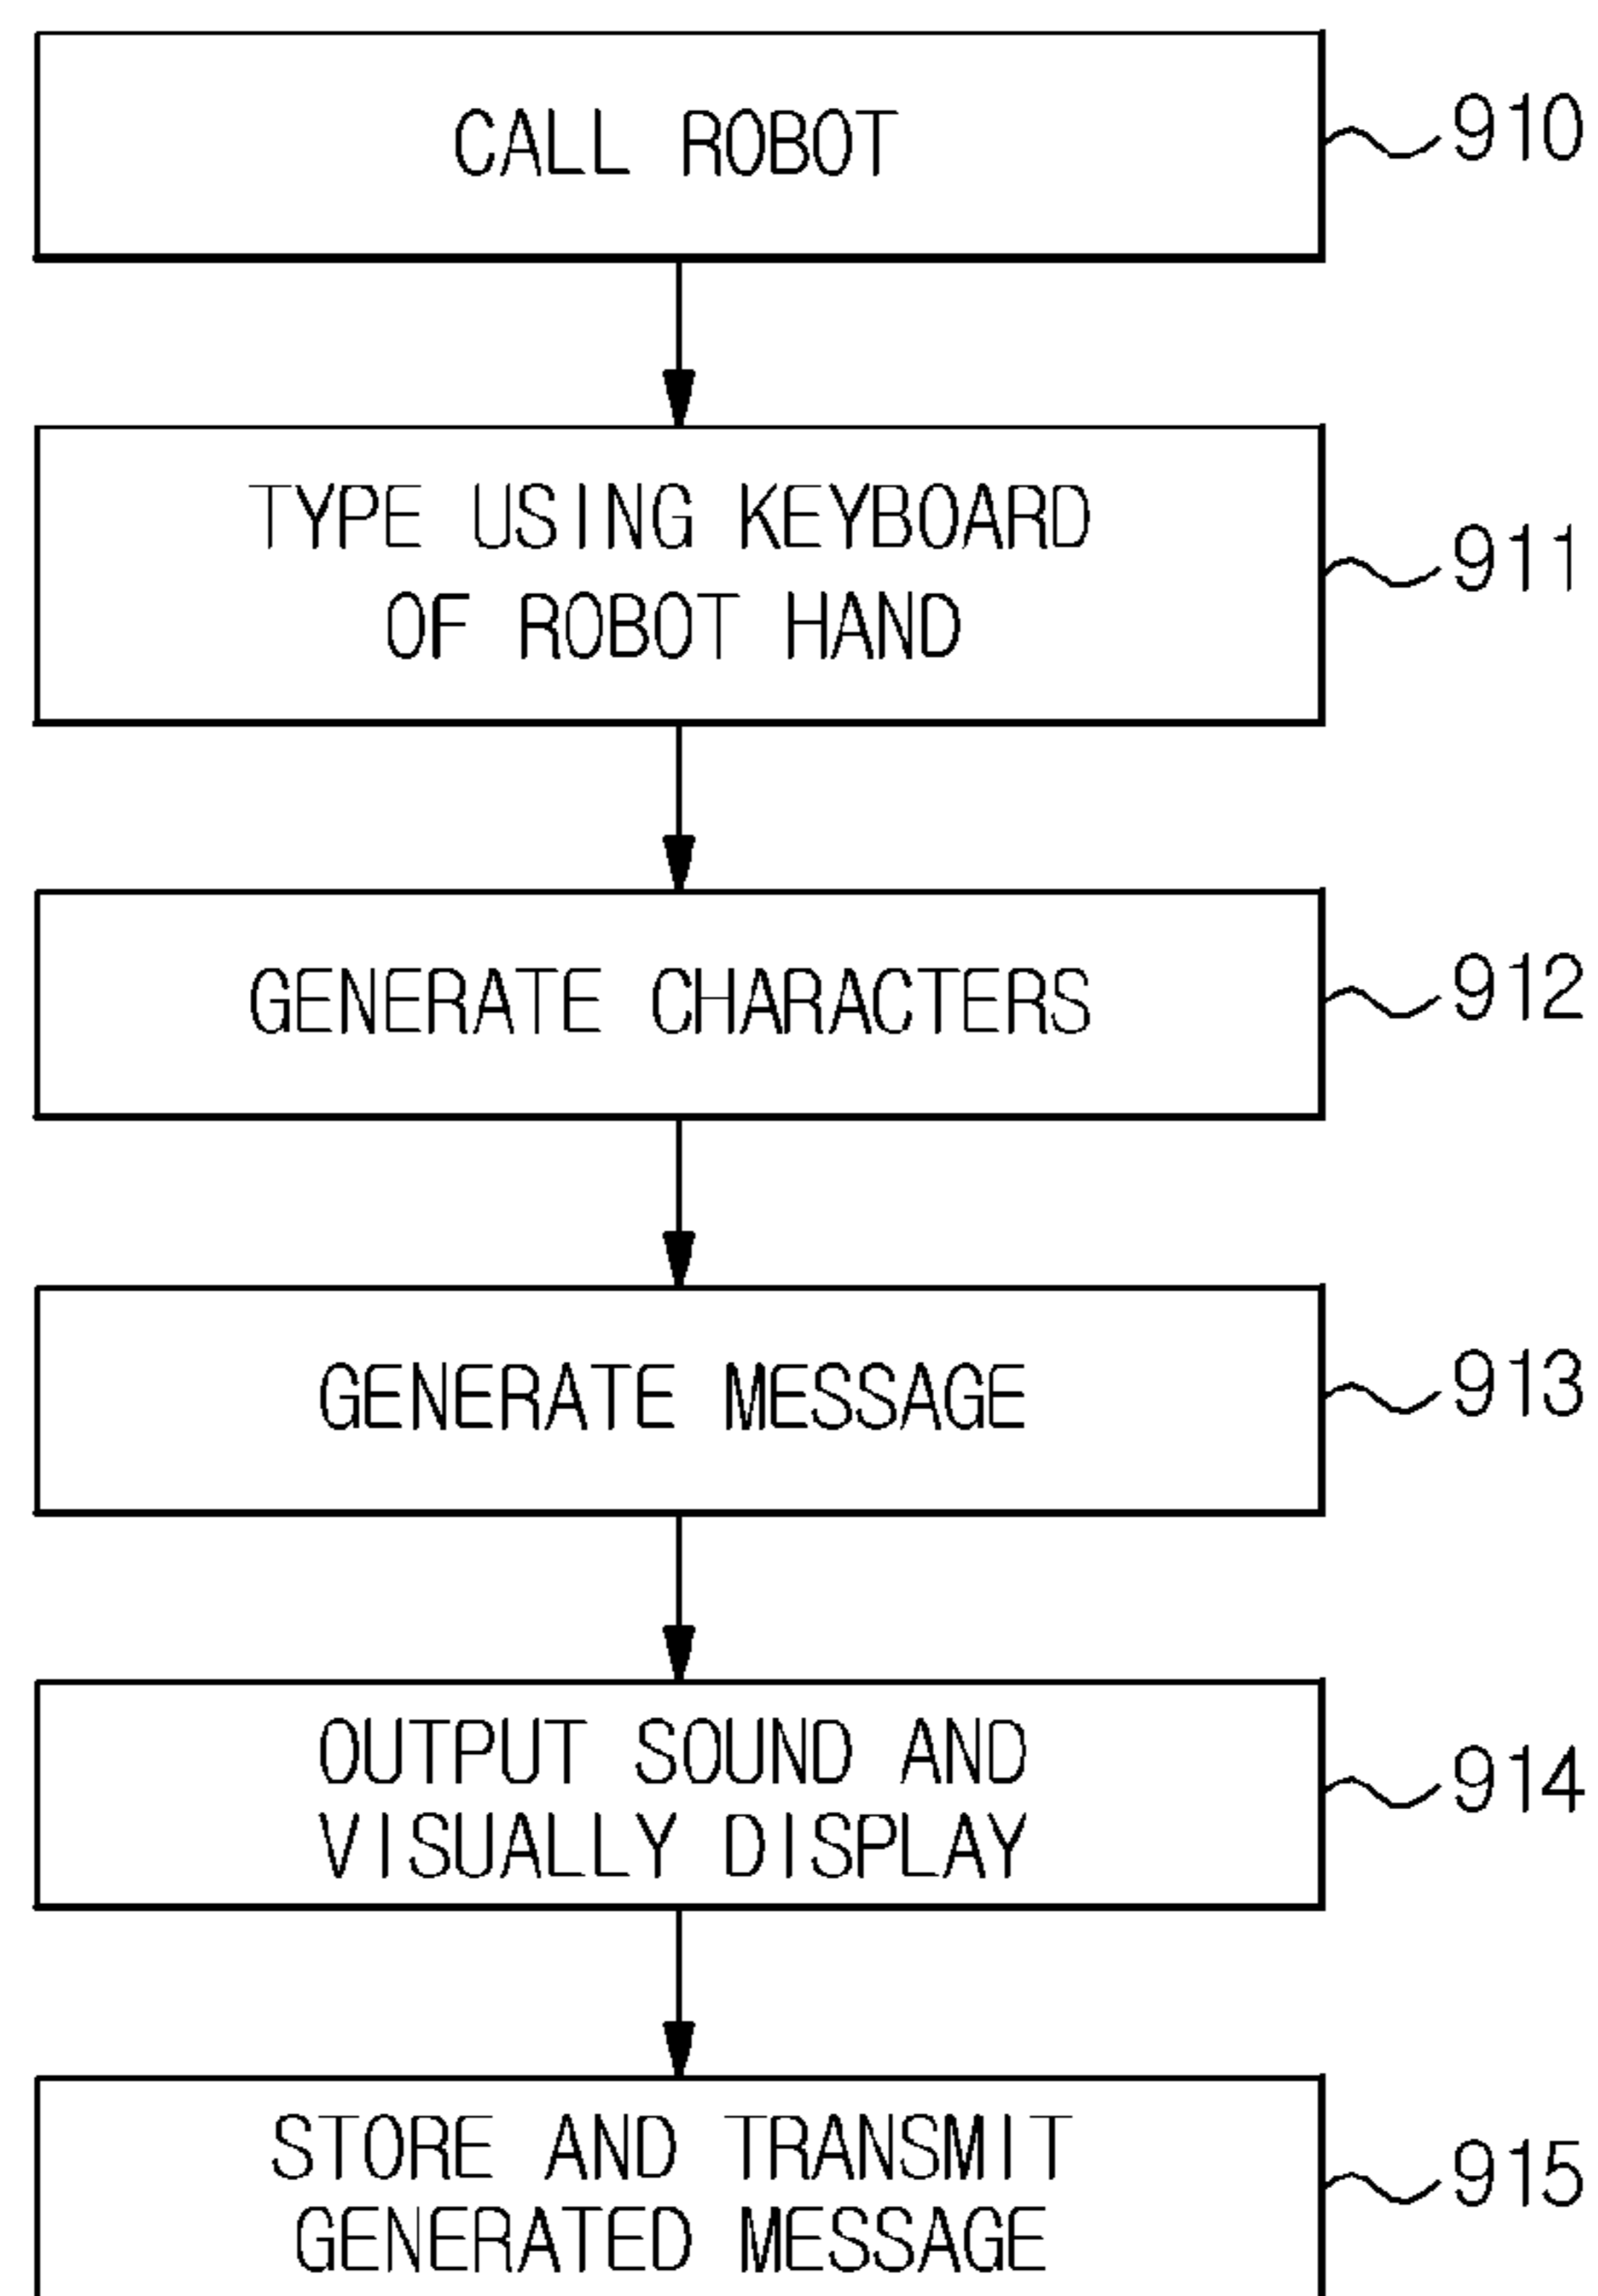 CALL ROBOT
910
TYPE USING KEYBOARD
OF ROBOT HAND
911
GENERATE CHARACTERS
912
GENERATE MESSAGE
913
OUTPUT SOUND AND
VISUALLY DISPLAY
914
STORE AND TRANSMIT
GENERATED MESSAGE
915